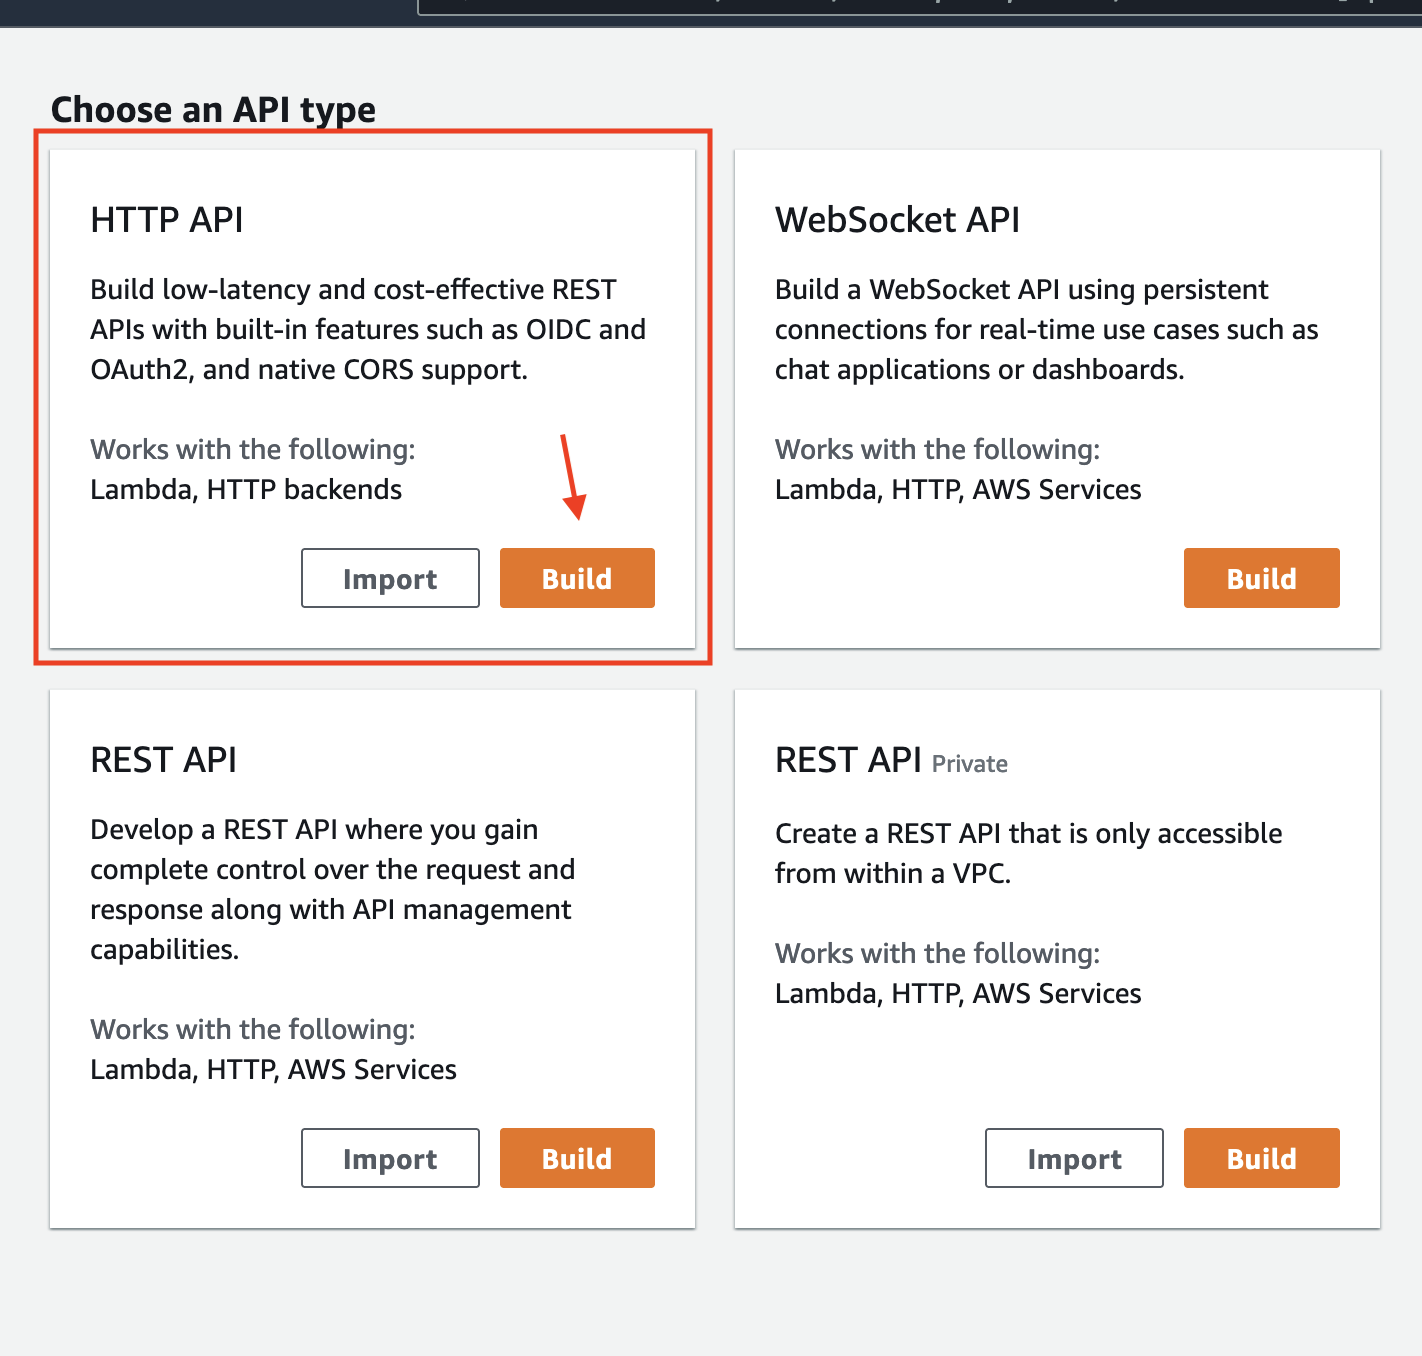 Choose an API type
HTTP API
Build low-latency and cost-effective REST
APIs with built-in features such as OIDC and
OAuth2, and native CORS support.
Works with the following:
Lambda, HTTP backends
Import
Build
WebSocket API
Build a WebSocket API using persistent
connections for real-time use cases such as
chat applications or dashboards.
Works with the following:
Lambda, HTTP, AWS Services
Build
REST API
Develop a REST API where you gain
complete control over the request and
response along with API management
capabilities.
Works with the following:
Lambda, HTTP, AWS Services
Import
Build
REST API Private
Create a REST API that is only accessible
from within a VPC.
Works with the following:
Lambda, HTTP, AWS Services
Import
Build